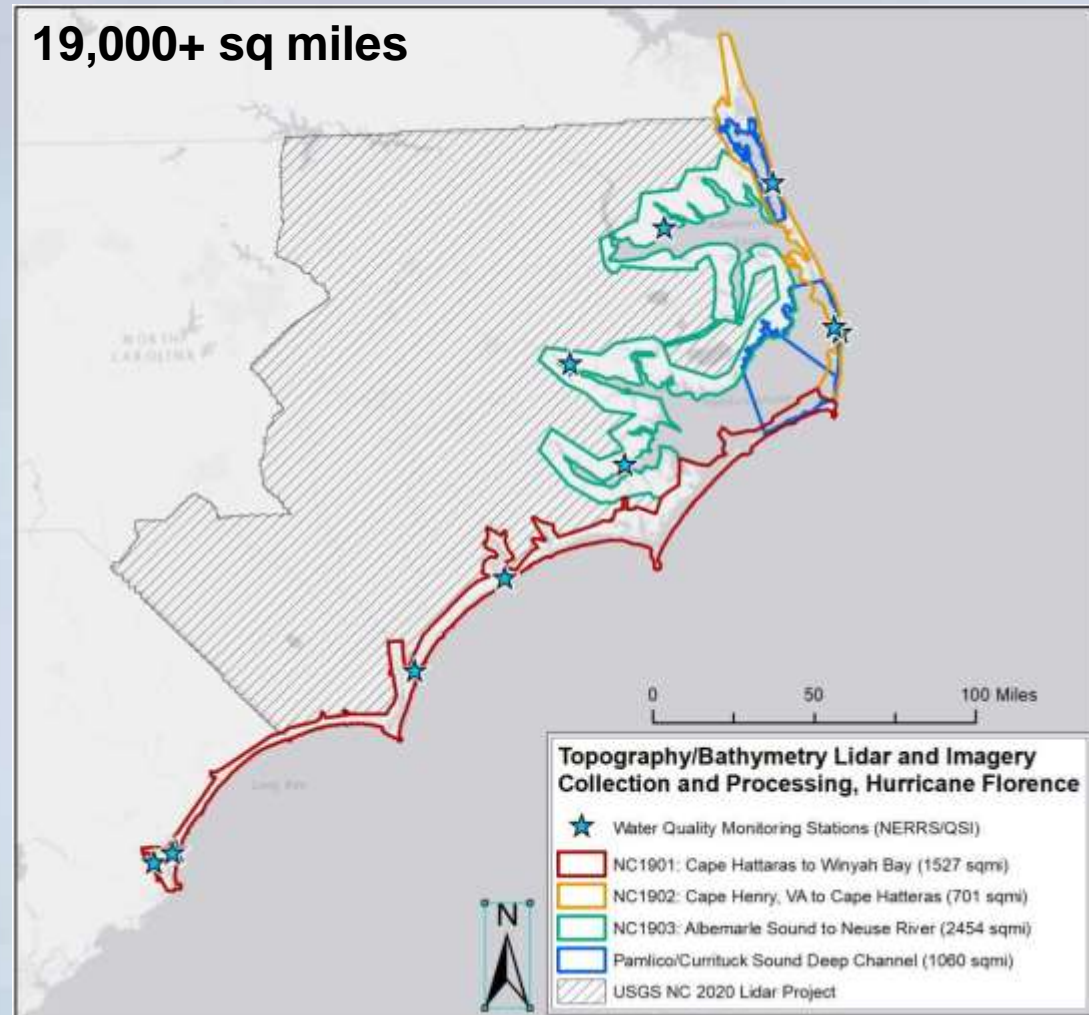 19,000+ sq miles
NORTH
CAROLINA
0 50 100 Miles
Topography/Bathymetry Lidar and Imagery
Collection and Processing, Hurricane Florence
Water Quality Monitoring Stations (NERRS/QSI)
NC1901: Cape Hattaras to Winyah Bay (1527 sqmi)
NC1902: Cape Henry, VA to Cape Hatteras (701 sqmi)
NC1903: Albemarle Sound to Neuse River (2454 sqmi)
Pamlico/Currituck Sound Deep Channel (1060 sqmi)
USGS NC 2020 Lidar Project
N